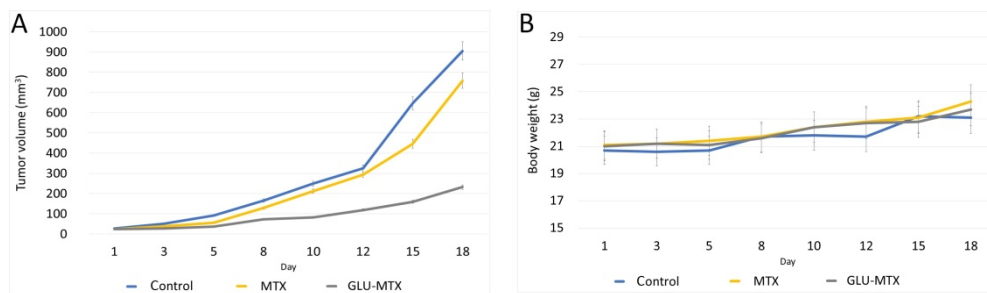 A
Tumor volume (mm³)
1000
900
800
700
600
500
400
300
200
100
0
1 3 5 8 10 12 15 18
Day
Control MTX GLU-MTX
B
Body weight (g)
29
27
25
23
21
19
17
15
1 3 5 8 10 12 15 18
Day
Control MTX GLU-MTX